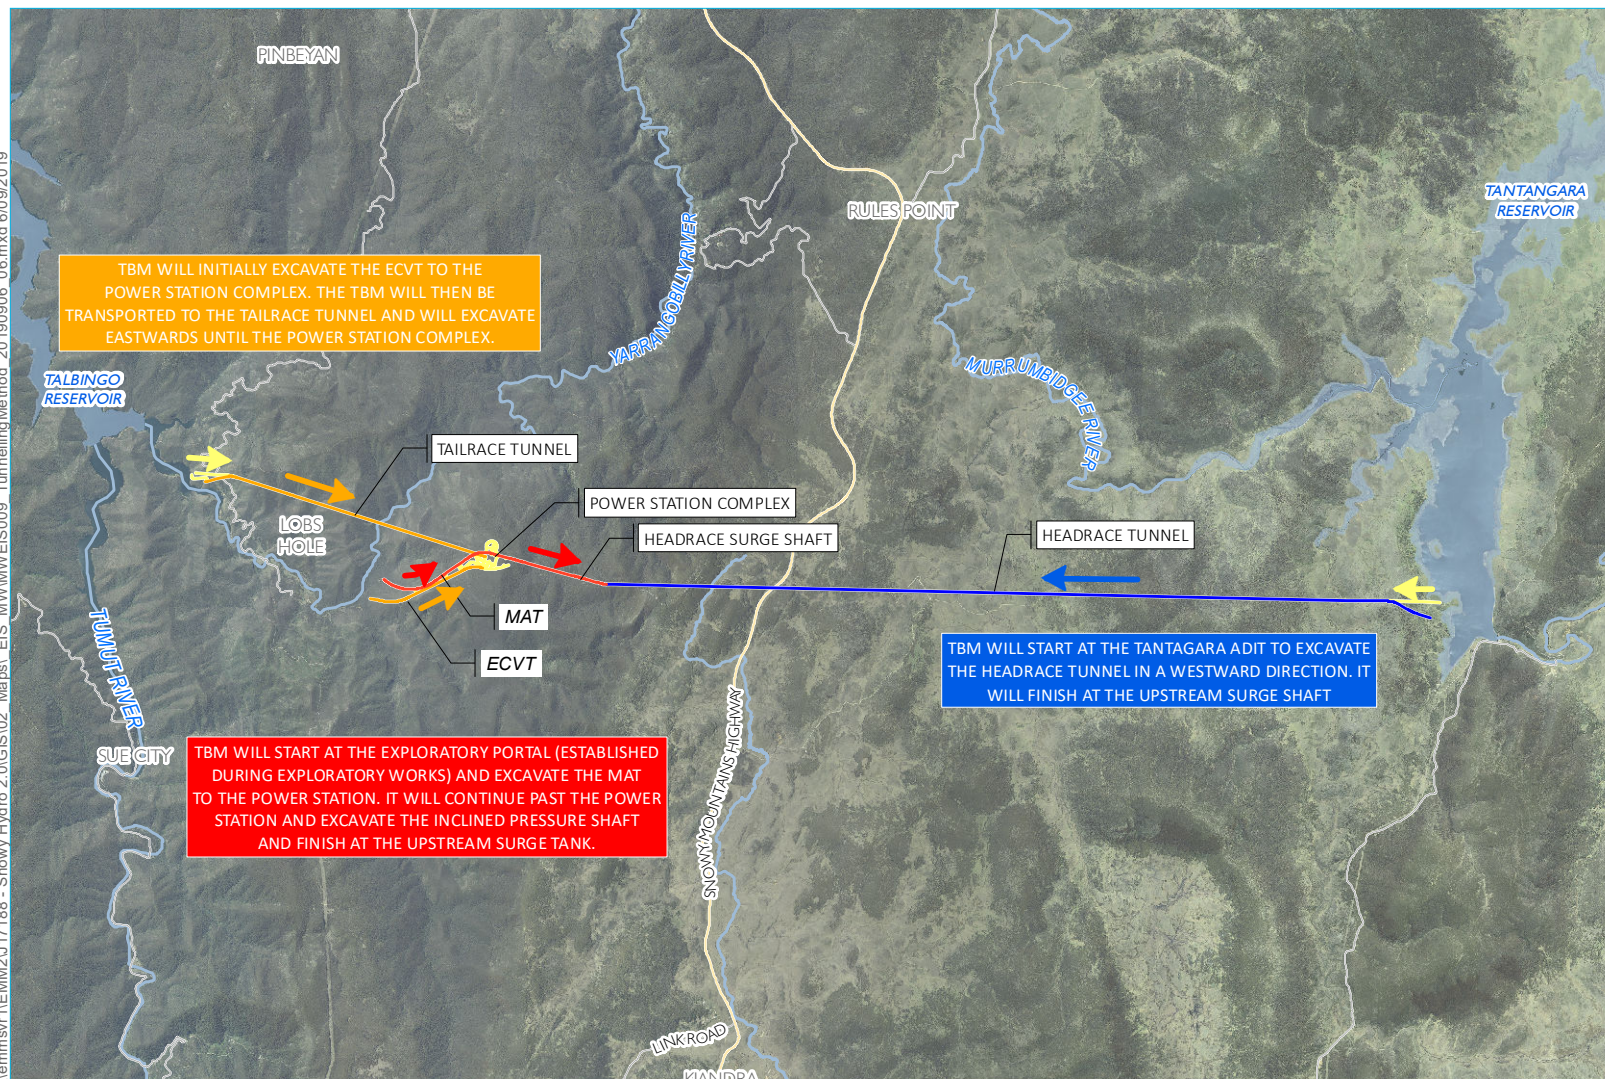 PINBEYAN
RULES POINT
TANTANGARA
RESERVOIR
YARRANGOBILLY RIVER
TBM WILL INITIALLY EXCAVATE THE ECVT TO THE
POWER STATION COMPLEX. THE TBM WILL THEN BE
TRANSPORTED TO THE TAILRACE TUNNEL AND WILL EXCAVATE
EASTWARDS UNTIL THE POWER STATION COMPLEX.
TALBINGO
RESERVOIR
MURRUMBIDGEE RIVER
TAILRACE TUNNEL
POWER STATION COMPLEX
LOBS
HOLE
HEADRACE SURGE SHAFT
HEADRACE TUNNEL
MAT
ECVT
TUMUT RIVER
TBM WILL START AT THE TANTAGARA ADIT TO EXCAVATE
THE HEADRACE TUNNEL IN A WESTWARD DIRECTION. IT
WILL FINISH AT THE UPSTREAM SURGE SHAFT
SUE CITY
SNOWY MOUNTAINS HIGHWAY
TBM WILL START AT THE EXPLORATORY PORTAL (ESTABLISHED
DURING EXPLORATORY WORKS) AND EXCAVATE THE MAT
TO THE POWER STATION. IT WILL CONTINUE PAST THE POWER
STATION AND EXCAVATE THE INCLINED PRESSURE SHAFT
AND FINISH AT THE UPSTREAM SURGE TANK.
LINK ROAD
KIANDRA